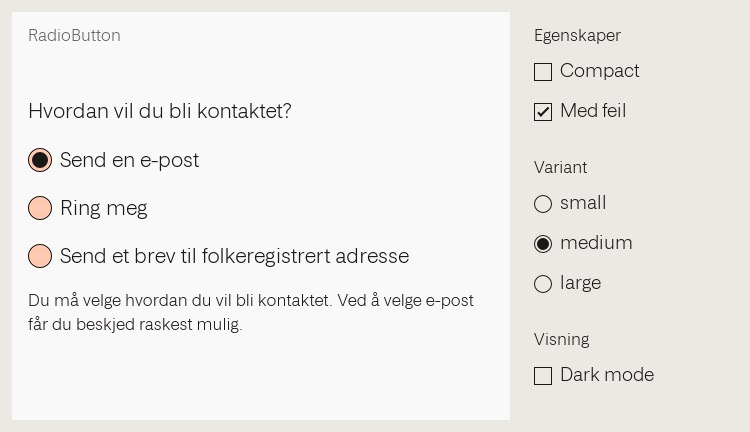 RadioButton
Hvordan vil du bli kontaktet?
Send en e-post
Ring meg
Send et brev til folkeregistrert adresse
Du må velge hvordan du vil bli kontaktet. Ved å velge e-post
får du beskjed raskest mulig.
Egenskaper
Compact
Med feil
Variant
small
medium
large
Visning
Dark mode